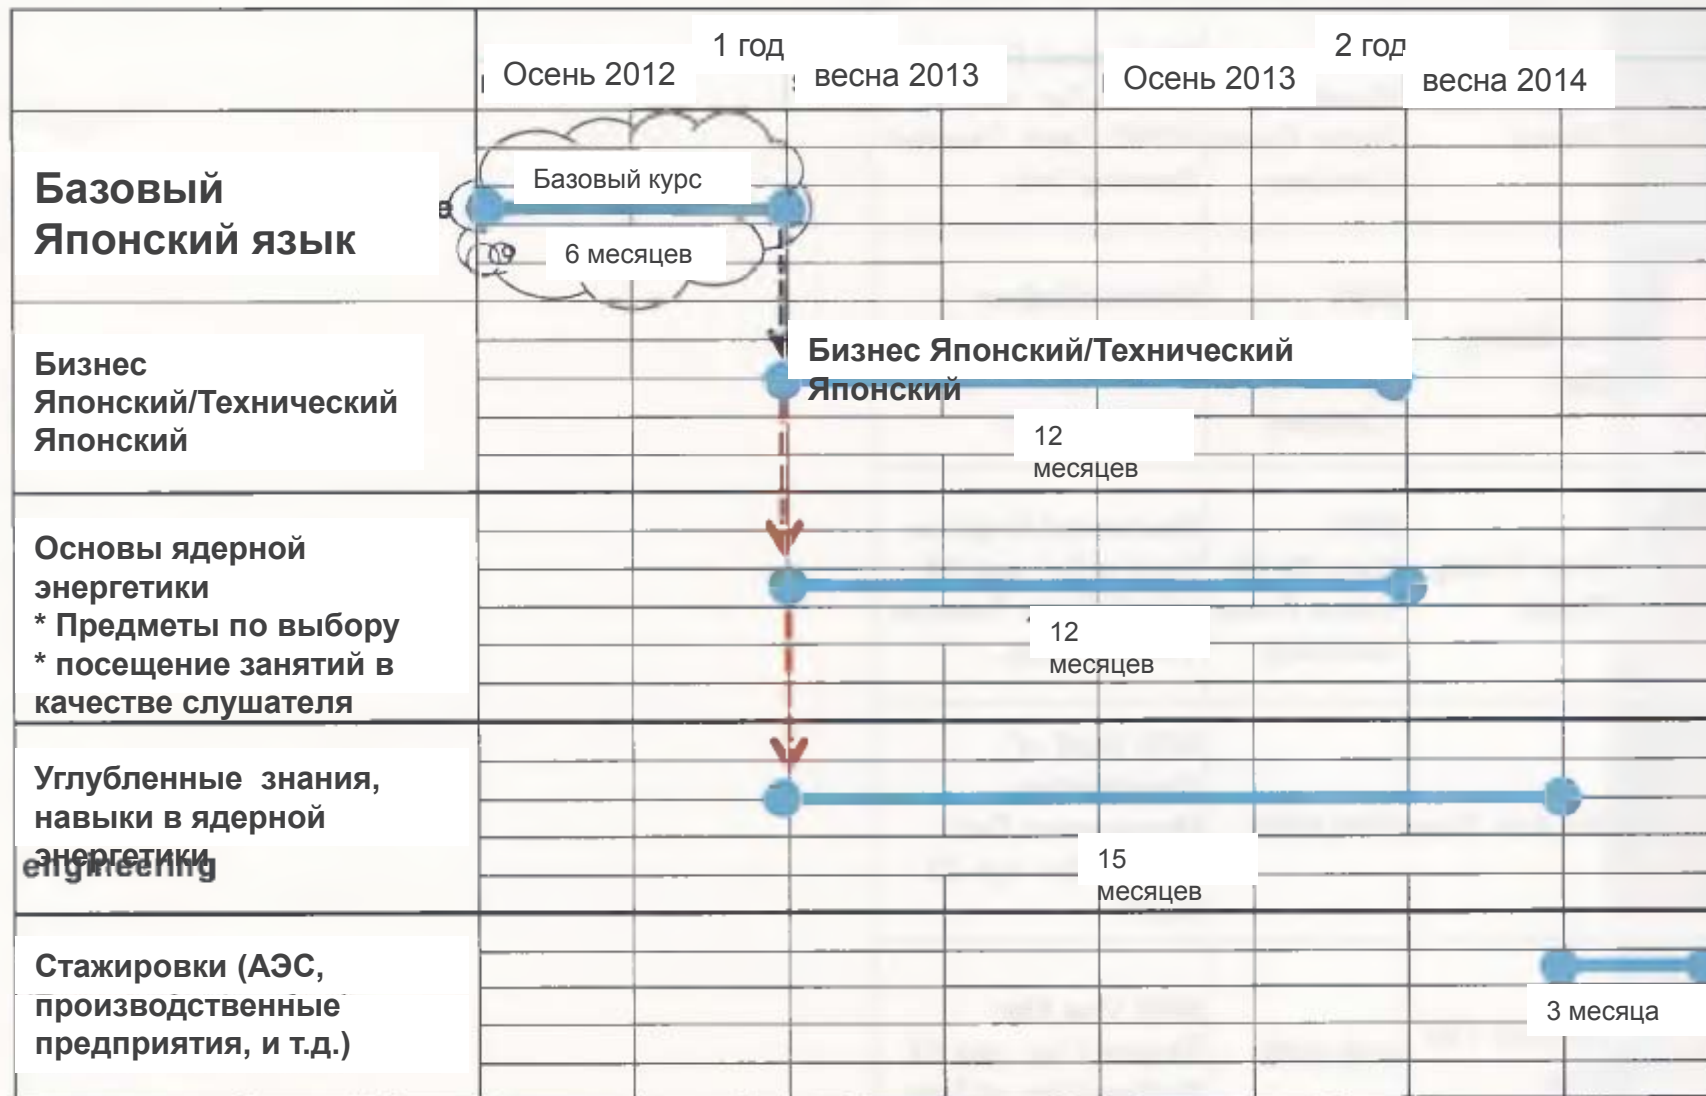 1 год
2 год
Осень 2012
весна 2013
Осень 2013
весна 2014
Базовый
Японский язык
Базовый курс
6 месяцев
Бизнес
Японский/Технический
Японский
Бизнес Японский/Технический
Японский
12
месяцев
Основы ядерной
энергетики
* Предметы по выбору
* посещение занятий в
качестве слушателя
12
месяцев
Углубленные знания,
навыки в ядерной
энергетики
engineering
15
месяцев
Стажировки (АЭС,
производственные
предприятия, и т.д.)
3 месяца